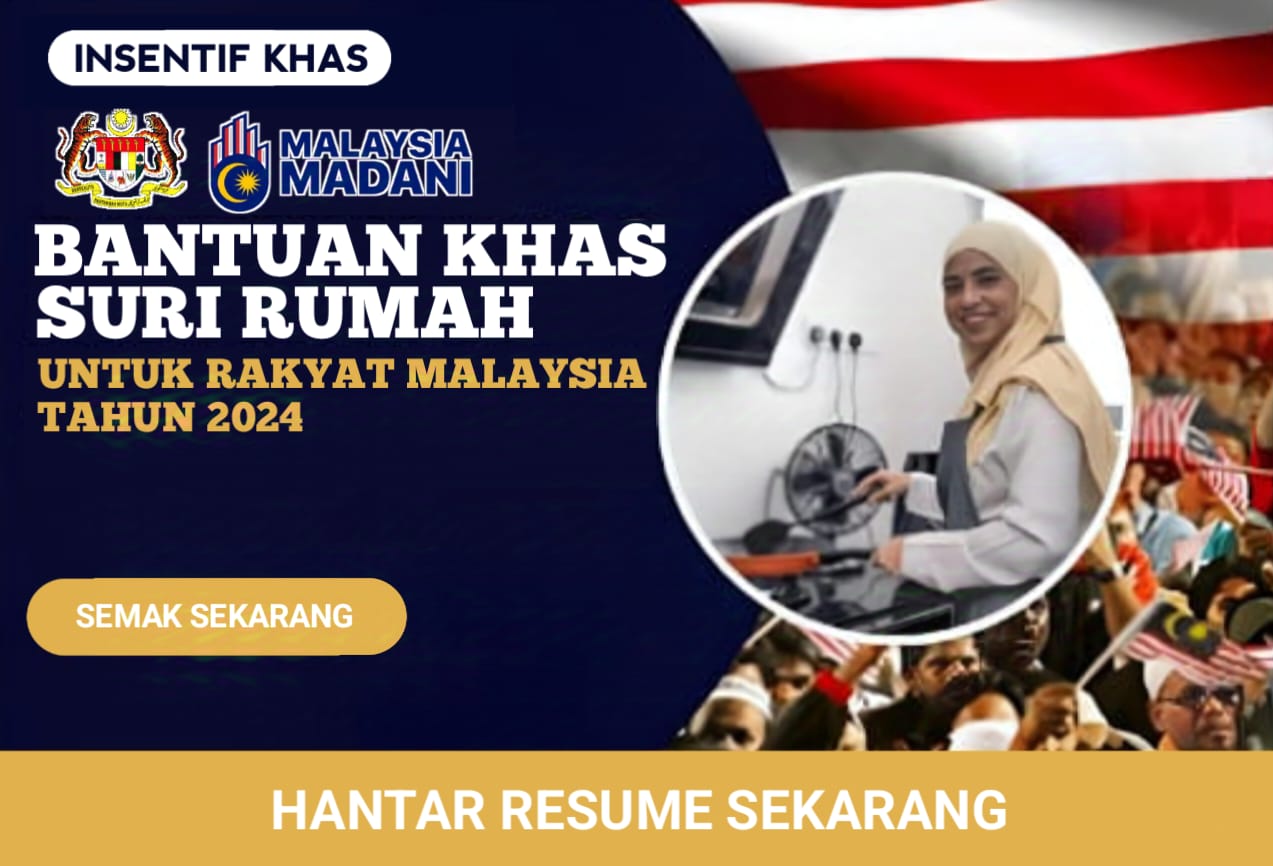 INSENTIF KHAS
MALAYSIA
MADANI
BANTUAN KHAS
SURI RUMAH
UNTUK RAKYAT MALAYSIA
TAHUN 2024
SEMAK SEKARANG
HANTAR RESUME SEKARANG